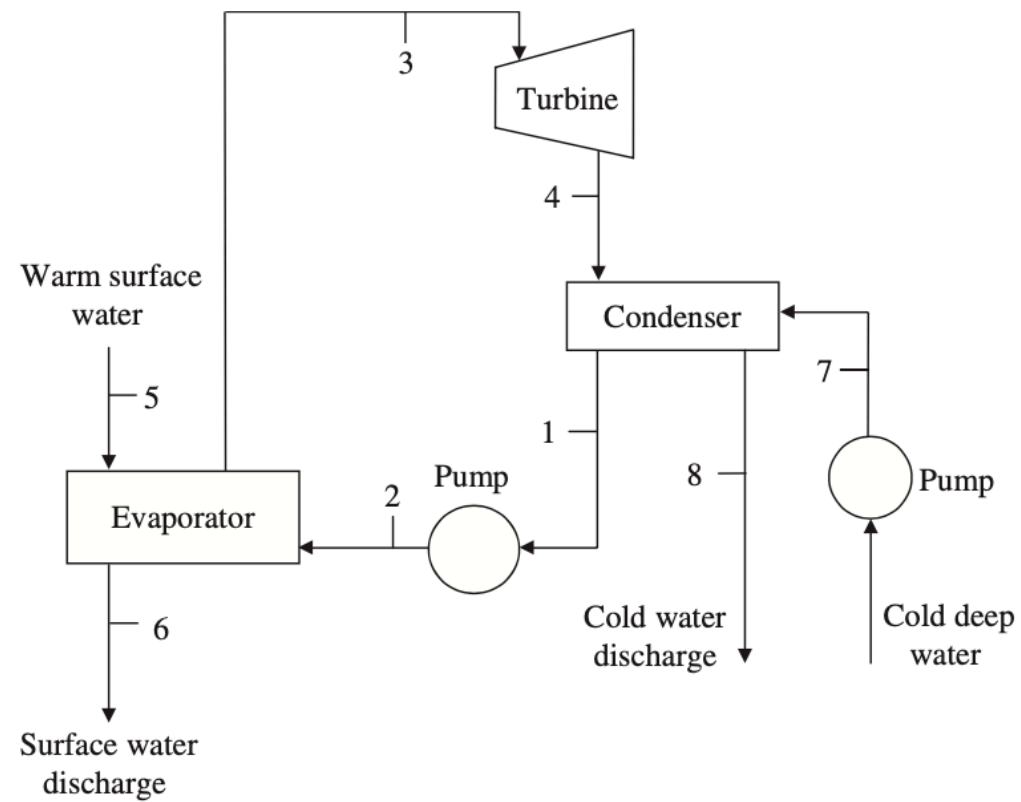 3
Turbine
4
Warm surface
water
Condenser
5
7
1
Pump
8
Pump
2
Evaporator
6
Cold water
discharge
Cold deep
water
Surface water
discharge